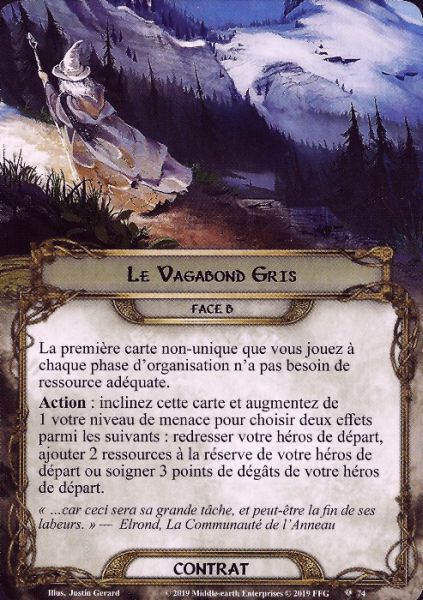 Le Vagabond Gris
FACE B
La première carte non-unique que vous jouez à
chaque phase d'organisation n'a pas besoin de
ressource adéquate.
Action : inclinez cette carte et augmentez de
1 votre niveau de menace pour choisir deux effets
parmi les suivants : redresser votre héros de départ,
ajouter 2 ressources à la réserve de votre héros de
départ ou soigner 3 points de dégâts de votre héros
de départ.
« ...car ceci sera sa grande tâche, et peut-être la fin de ses
labeurs. » — Elrond, La Communauté de l'Anneau
CONTRAT
Illus. Justin Gerard © 2019 Middle-earth Enterprises © 2019 FFG 74